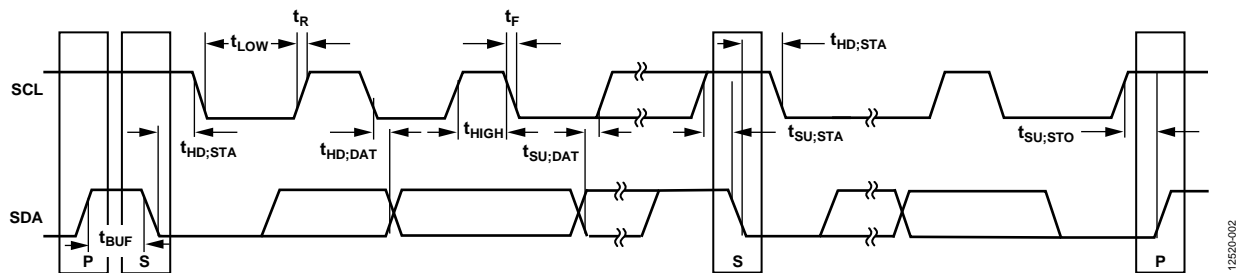 tR
tF
tLOW
tHD;STA
SCL
tHD;STA
tHD;DAT
tHIGH
tSU;DAT
tSU;STA
tSU;STO
SDA
tBUF
P
S
S
P
12520-002